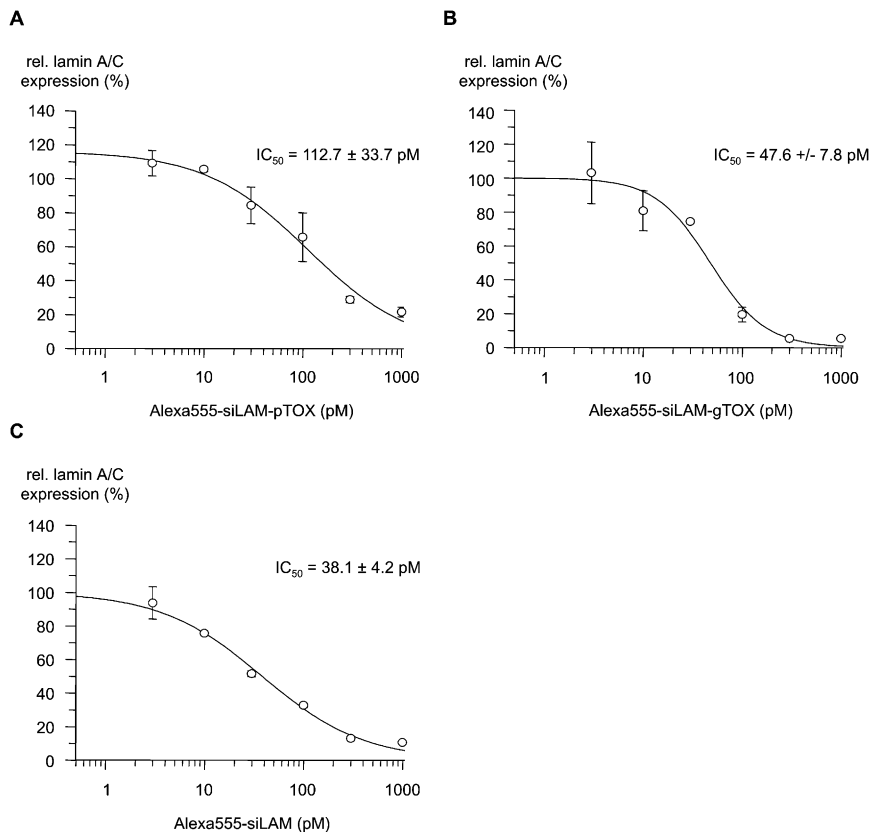 A
rel. lamin A/C
expression (%)
140
120
100
80
60
40
20
0
IC50 = 112.7 ± 33.7 pM
1 10 100 1000
Alexa555-siLAM-pTOX (pM)
B
rel. lamin A/C
expression (%)
140
120
100
80
60
40
20
0
IC50 = 47.6 +/- 7.8 pM
1 10 100 1000
Alexa555-siLAM-gTOX (pM)
C
rel. lamin A/C
expression (%)
140
120
100
80
60
40
20
0
IC50 = 38.1 ± 4.2 pM
1 10 100 1000
Alexa555-siLAM (pM)